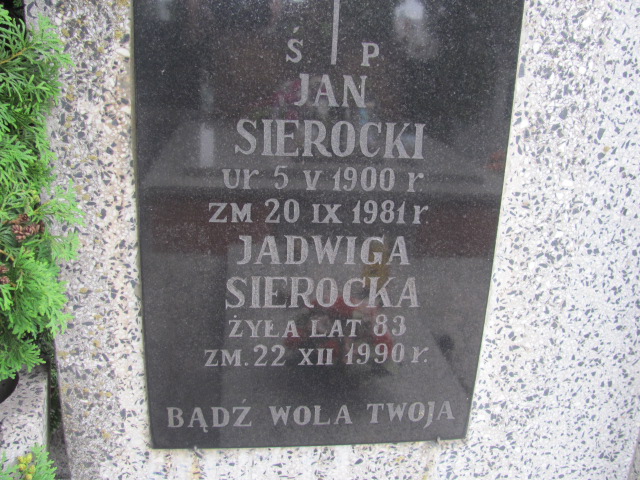 Ś P
JAN
SIEROCKI
ur 5 V 1900 r.
ZM 20 IX 1981 r
JADWIGA
SIEROCKA
ŻYŁA LAT 83
ZM. 22 XII 1990 r.
BĄDŹ WOLA TWOJA